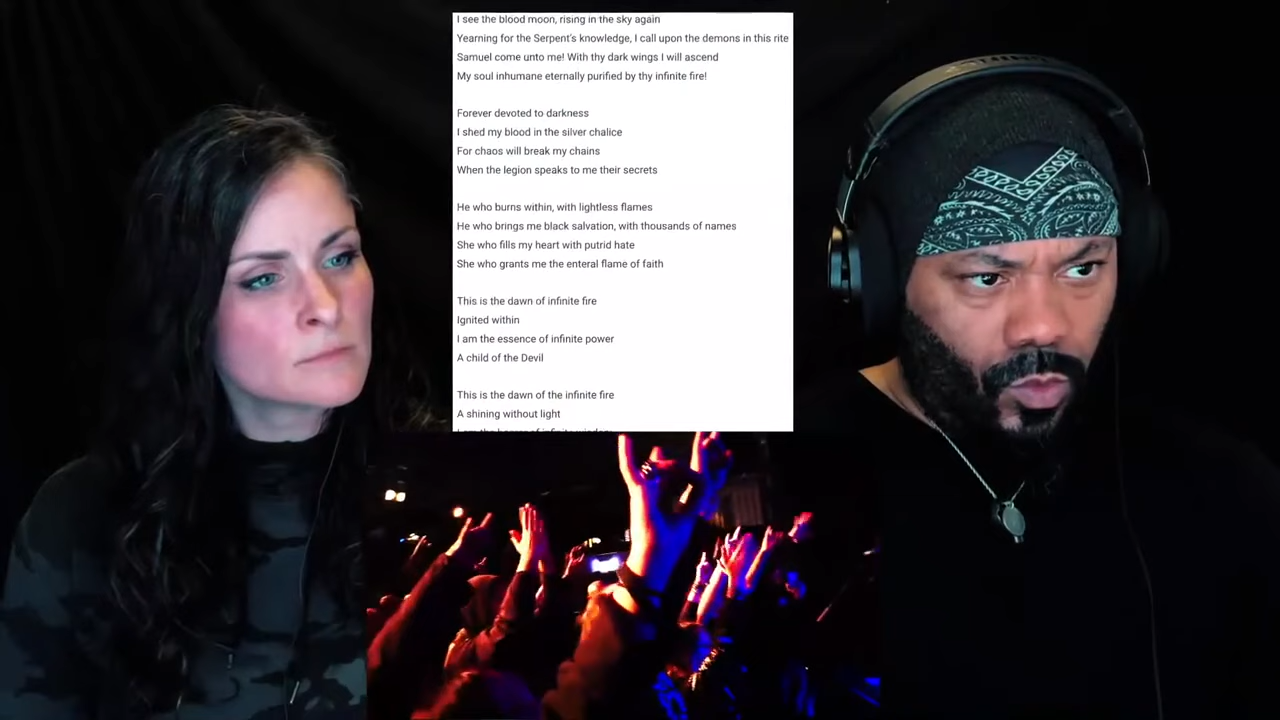 I see the blood moon, rising in the sky again
Yearning for the Serpent's knowledge, I call upon the demons in this rite
Samuel come unto me! With thy dark wings I will ascend
My soul inhumane eternally purified by thy infinite fire!
Forever devoted to darkness
I shed my blood in the silver chalice
For chaos will break my chains
When the legion speaks to me their secrets
He who burns within, with lightless flames
He who brings me black salvation, with thousands of names
She who fills my heart with putrid hate
She who grants me the enteral flame of faith
This is the dawn of infinite fire
Ignited within
I am the essence of infinite power
A child of the Devil
This is the dawn of the infinite fire
A shining without light